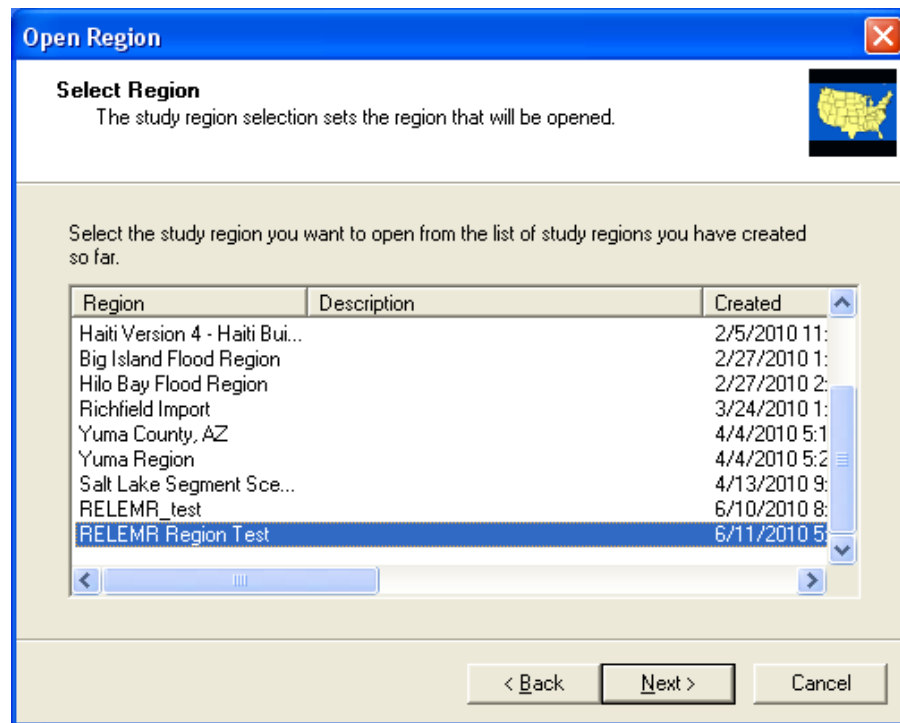 Open Region
Select Region
The study region selection sets the region that will be opened.
Select the study region you want to open from the list of study regions you have created
so far.
Region Description Created
Haiti Version 4 - Haiti Bui... 2/5/2010 11:
Big Island Flood Region 2/27/2010 1:
Hilo Bay Flood Region 2/27/2010 2:
Richfield Import 3/24/2010 1:
Yuma County, AZ 4/4/2010 5:1
Yuma Region 4/4/2010 5:2
Salt Lake Segment Sce... 4/13/2010 9:
RELEMR_test 6/10/2010 8:
RELEMR Region Test 6/11/2010 5:
< Back Next > Cancel